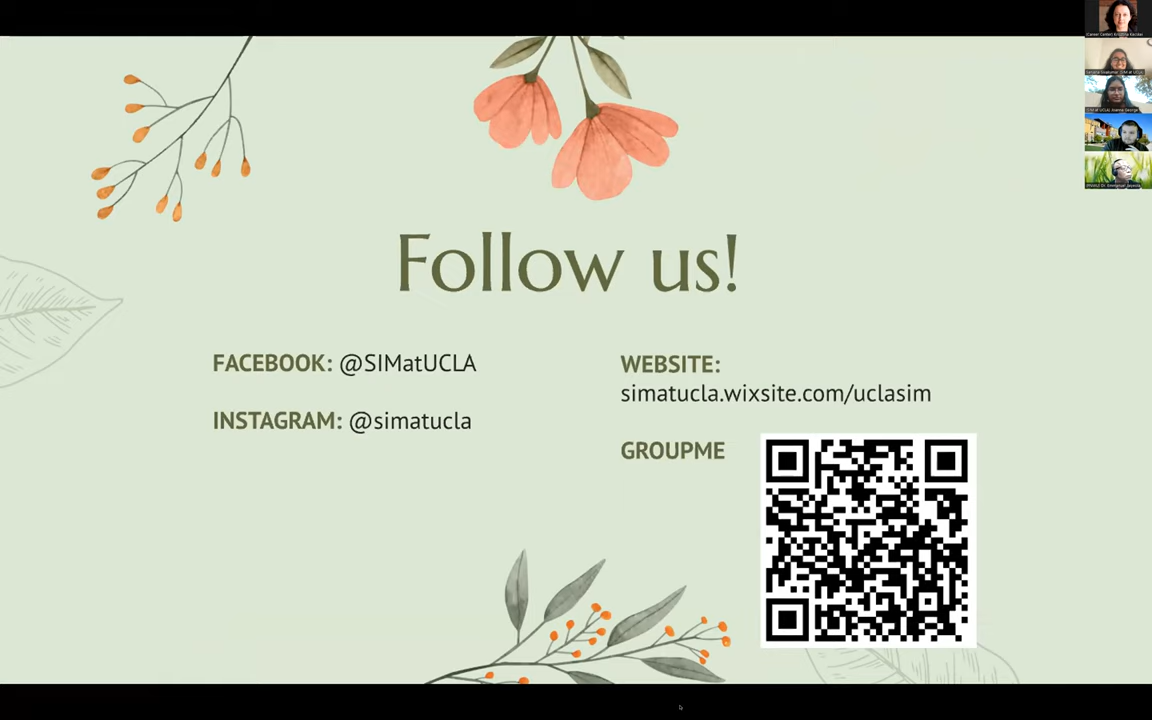 Follow us!
FACEBOOK: @SIMatUCLA
INSTAGRAM: @simatucla
WEBSITE:
simatucla.wixsite.com/uclasim
GROUPME